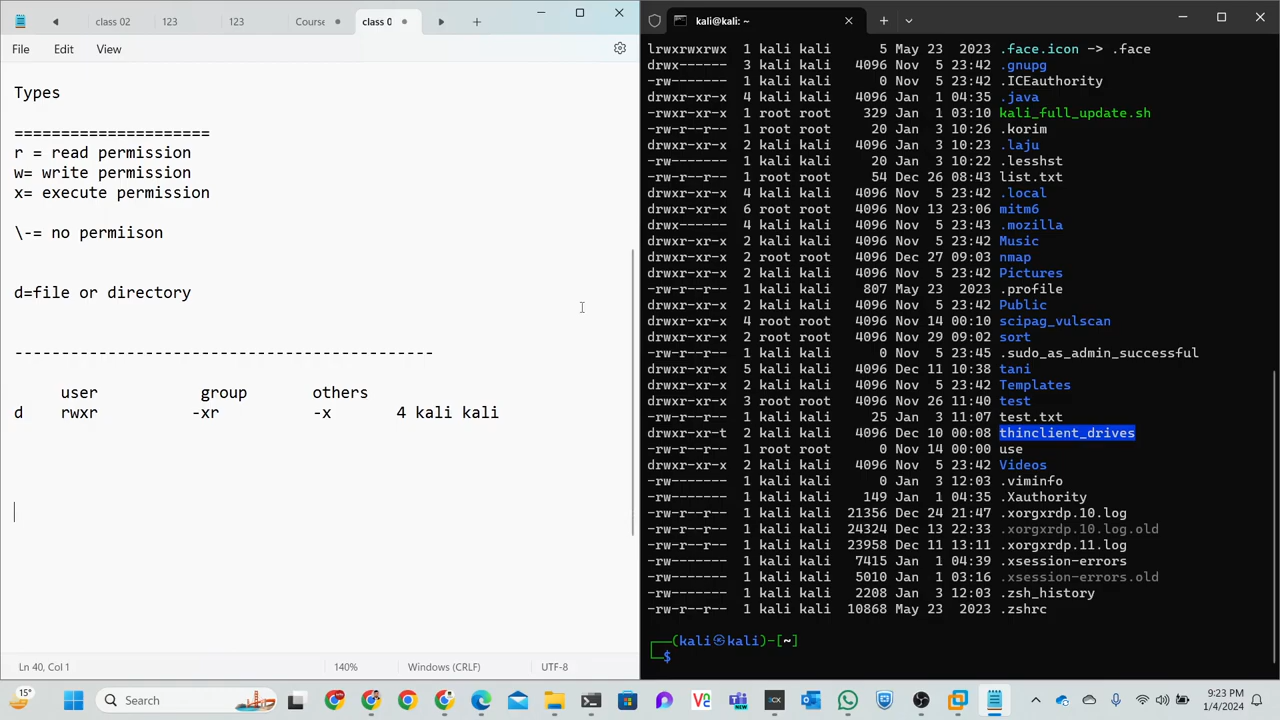 class 02
123
123
Course
class 0
kali@kali: ~
File Edit View
Types
=====================
r = read permission
w= write permission
x= execute permission
\-= no permiison
d=file or directory
---------------------------------------------
user group others
d rwxr -xr -x 4 kali kali
Ln 40, Col 1 140% Windows (CRLF) UTF-8
lrwxrwxrwx 1 kali kali 5 May 23 2023 .face.icon -> .face
drwx------ 3 kali kali 4096 Nov 5 23:42 .gnupg
-rw------- 1 kali kali 0 Nov 5 23:42 .ICEauthority
drwxr-xr-x 4 kali kali 4096 Jan 1 04:35 .java
-rwxr-xr-x 1 root root 329 Jan 1 03:10 kali_full_update.sh
-rw-r--r-- 1 root root 20 Jan 3 10:26 .korim
drwxr-xr-x 2 kali kali 4096 Jan 3 10:23 .laju
-rw------- 1 kali kali 20 Jan 3 10:22 .lesshst
-rw-r--r-- 1 root root 54 Dec 26 08:43 list.txt
drwxr-xr-x 4 kali kali 4096 Nov 5 23:42 .local
drwxr-xr-x 6 root root 4096 Nov 13 23:06 mitm6
drwx------ 4 kali kali 4096 Nov 5 23:43 .mozilla
drwxr-xr-x 2 kali kali 4096 Nov 5 23:42 Music
drwxr-xr-x 2 root root 4096 Dec 27 09:03 nmap
drwxr-xr-x 2 kali kali 4096 Nov 5 23:42 Pictures
-rw-r--r-- 1 kali kali 807 May 23 2023 .profile
drwxr-xr-x 2 kali kali 4096 Nov 5 23:42 Public
drwxr-xr-x 4 root root 4096 Nov 14 00:10 scipag_vulscan
drwxr-xr-x 2 root root 4096 Nov 29 09:02 sort
-rw-r--r-- 1 kali kali 0 Nov 5 23:45 .sudo_as_admin_successful
drwxr-xr-x 5 kali kali 4096 Dec 11 10:38 tani
drwxr-xr-x 2 kali kali 4096 Nov 5 23:42 Templates
drwxr-xr-x 3 root root 4096 Nov 26 11:40 test
-rw-r--r-- 1 kali kali 25 Jan 3 11:07 test.txt
drwxrwxr-t 2 kali kali 4096 Dec 10 00:08 thinclient_drives
-rw-r--r-- 1 root root 0 Nov 14 00:00 use
drwxr-xr-x 2 kali kali 4096 Nov 5 23:42 Videos
-rw------- 1 kali kali 0 Jan 3 12:03 .viminfo
-rw------- 1 kali kali 149 Jan 1 04:35 .Xauthority
-rw-r--r-- 1 kali kali 21356 Dec 24 21:47 .xorgxrdp.10.log
-rw-r--r-- 1 kali kali 24324 Dec 13 22:33 .xorgxrdp.10.log.old
-rw-r--r-- 1 kali kali 23958 Dec 11 13:11 .xorgxrdp.11.log
-rw------- 1 kali kali 7415 Jan 1 04:39 .xsession-errors
-rw------- 1 kali kali 5010 Jan 1 03:16 .xsession-errors.old
-rw------- 1 kali kali 2208 Jan 3 12:03 .zsh_history
-rw-r--r-- 1 kali kali 10868 May 23 2023 .zshrc
┌──(kali㉿kali)-[~]
└─$
15° Search 9:23 PM
1/4/2024